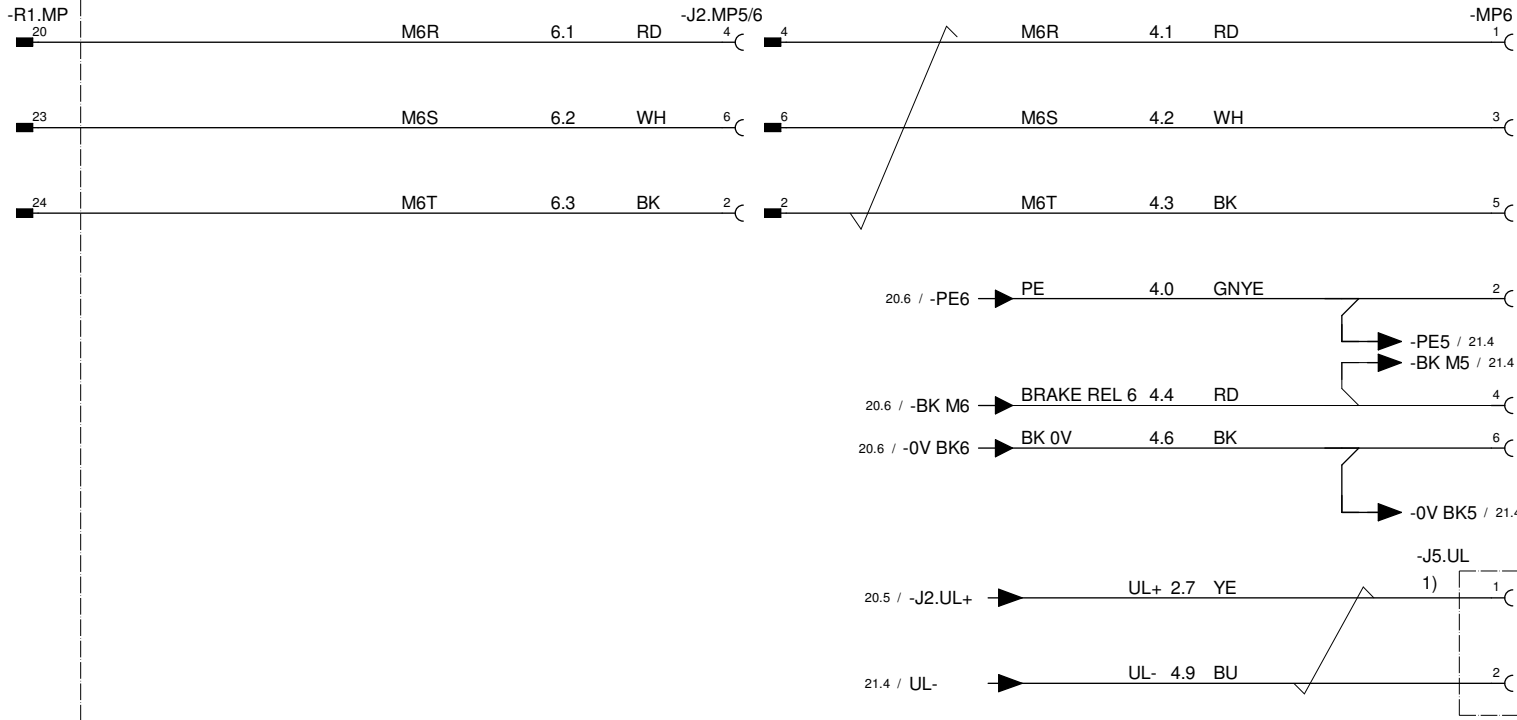 -R1.MP -J2.MP5/6 -MP6
20 M6R 6.1 RD 4 4 M6R 4.1 RD 1
23 M6S 6.2 WH 6 6 M6S 4.2 WH 3
24 M6T 6.3 BK 2 2 M6T 4.3 BK 5
20.6 / -PE6 PE 4.0 GNYE 2
-PE5 / 21.4
-BK M5 / 21.4
20.6 / -BK M6 BRAKE REL 6 4.4 RD 4
20.6 / -0V BK6 BK 0V 4.6 BK 6
-0V BK5 / 21.4
-J5.UL
1)
20.5 / -J2.UL+ UL+ 2.7 YE 1
21.4 / UL- UL- 4.9 BU 2